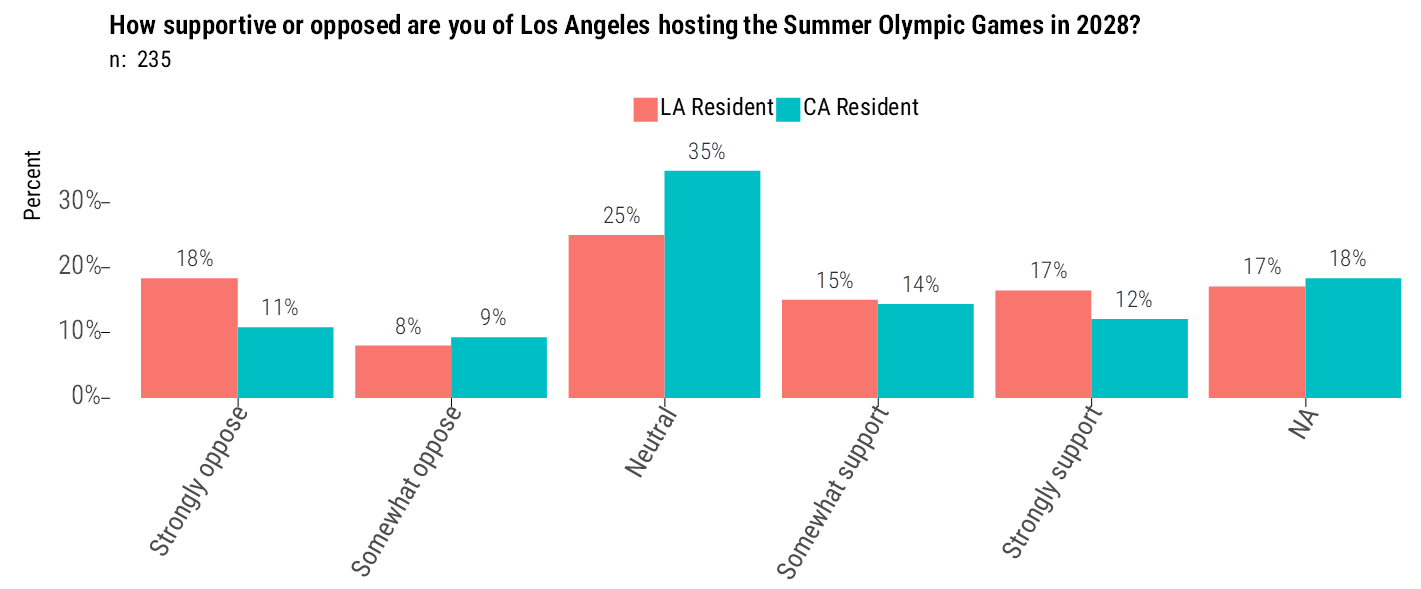 How supportive or opposed are you of Los Angeles hosting the Summer Olympic Games in 2028?
n: 235
LA Resident CA Resident
Percent
30%
20%
10%
0%
18%
11%
8%
9%
25%
35%
15%
14%
17%
12%
17%
18%
Strongly oppose
Somewhat oppose
Neutral
Somewhat support
Strongly support
NA